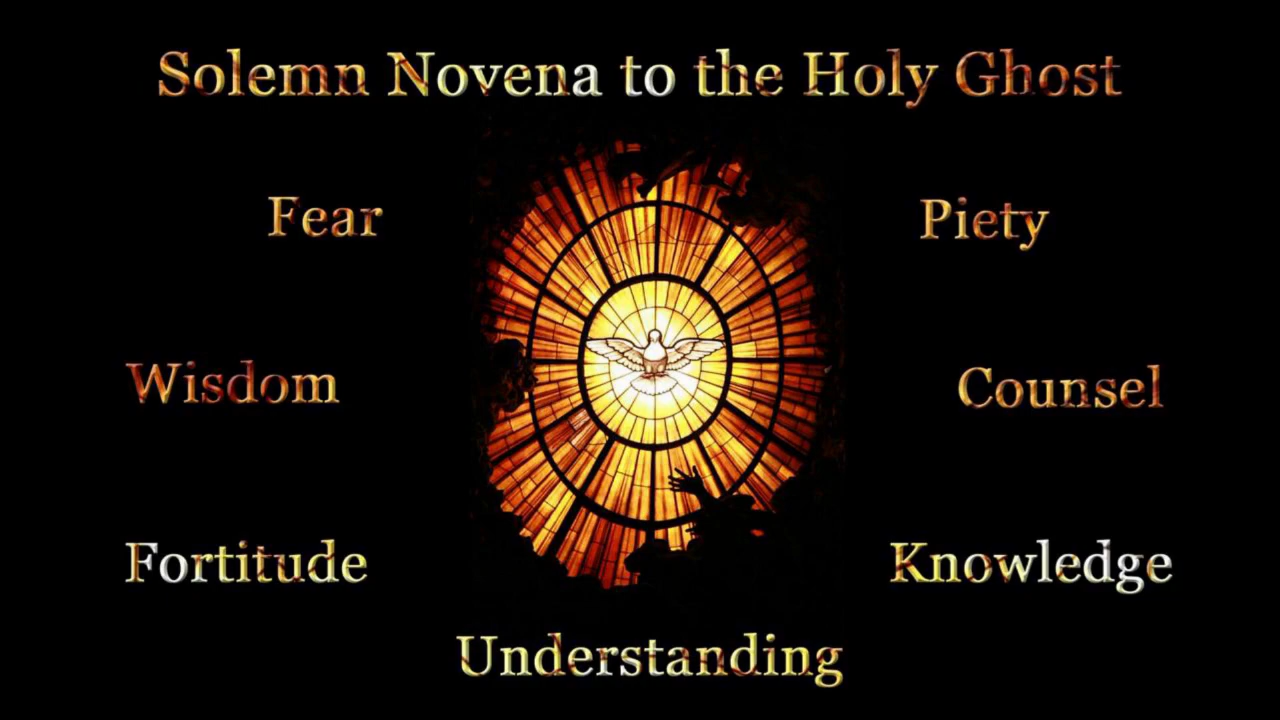 Solemn Novena to the Holy Ghost
Fear
Piety
Wisdom
Counsel
Fortitude
Knowledge
Understanding